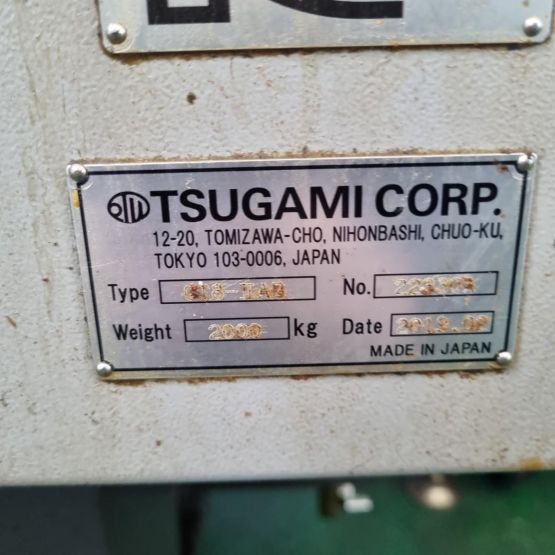 TSUGAMI CORP.
12-20, TOMIZAWA-CHO, NIHONBASHI, CHUO-KU,
TOKYO 103-0006, JAPAN
Type No.
Weight 2000 kg Date
MADE IN JAPAN